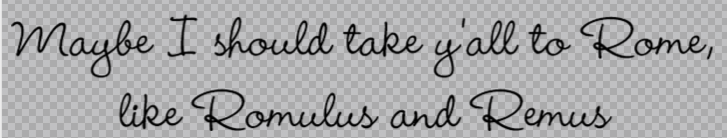 Maybe I should take y'all to Rome,
like Romulus and Remus